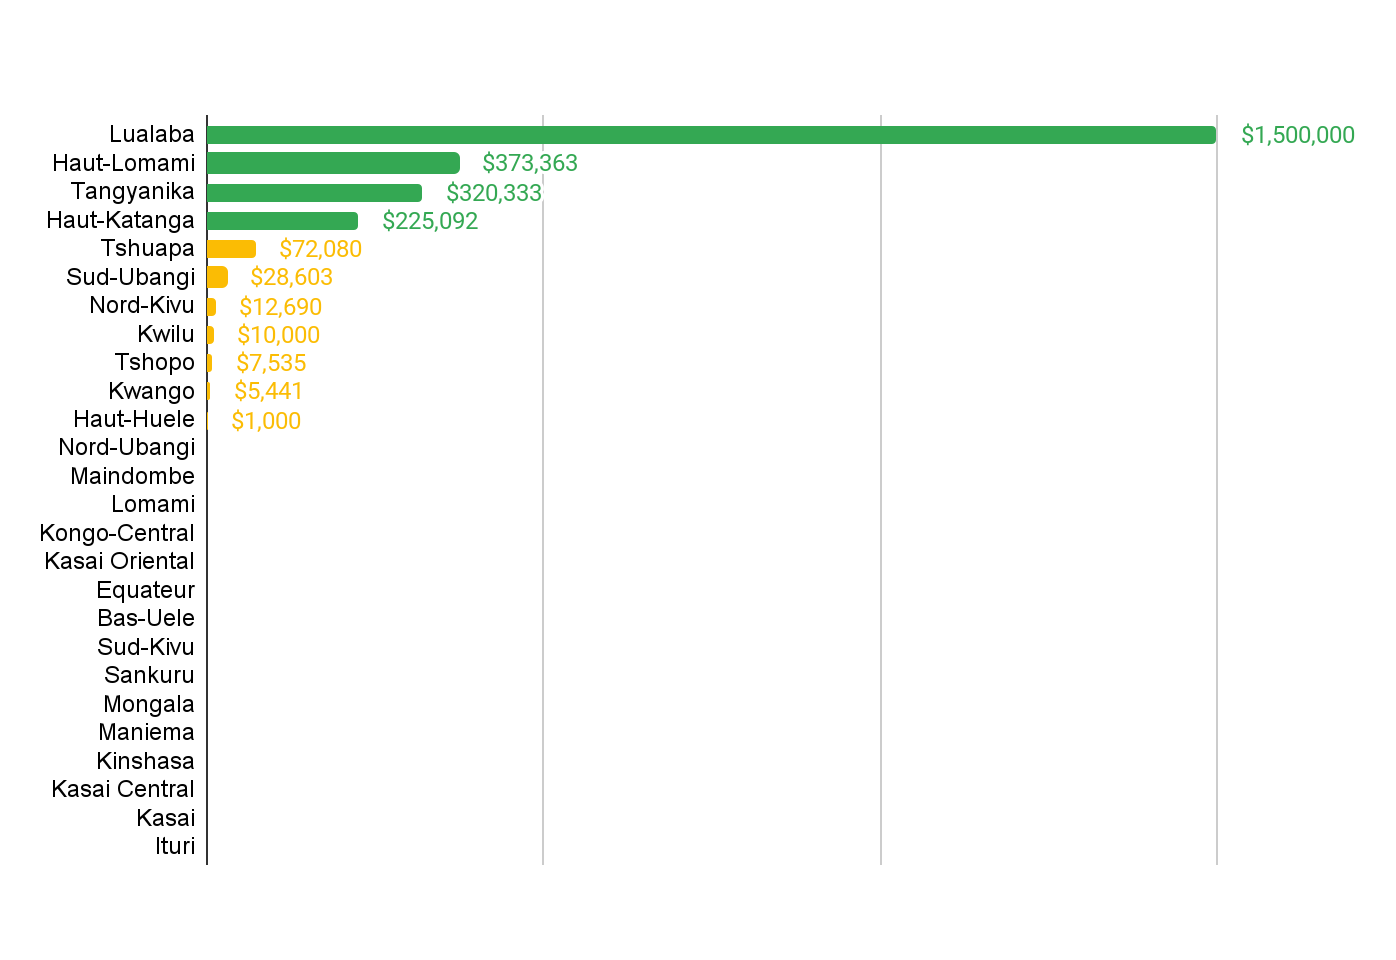 Lualaba $1,500,000
Haut-Lomami $373,363
Tangyanika $320,333
Haut-Katanga $225,092
Tshuapa $72,080
Sud-Ubangi $28,603
Nord-Kivu $12,690
Kwilu $10,000
Tshopo $7,535
Kwango $5,441
Haut-Huele $1,000
Nord-Ubangi
Maindombe
Lomami
Kongo-Central
Kasai Oriental
Equateur
Bas-Uele
Sud-Kivu
Sankuru
Mongala
Maniema
Kinshasa
Kasai Central
Kasai
Ituri